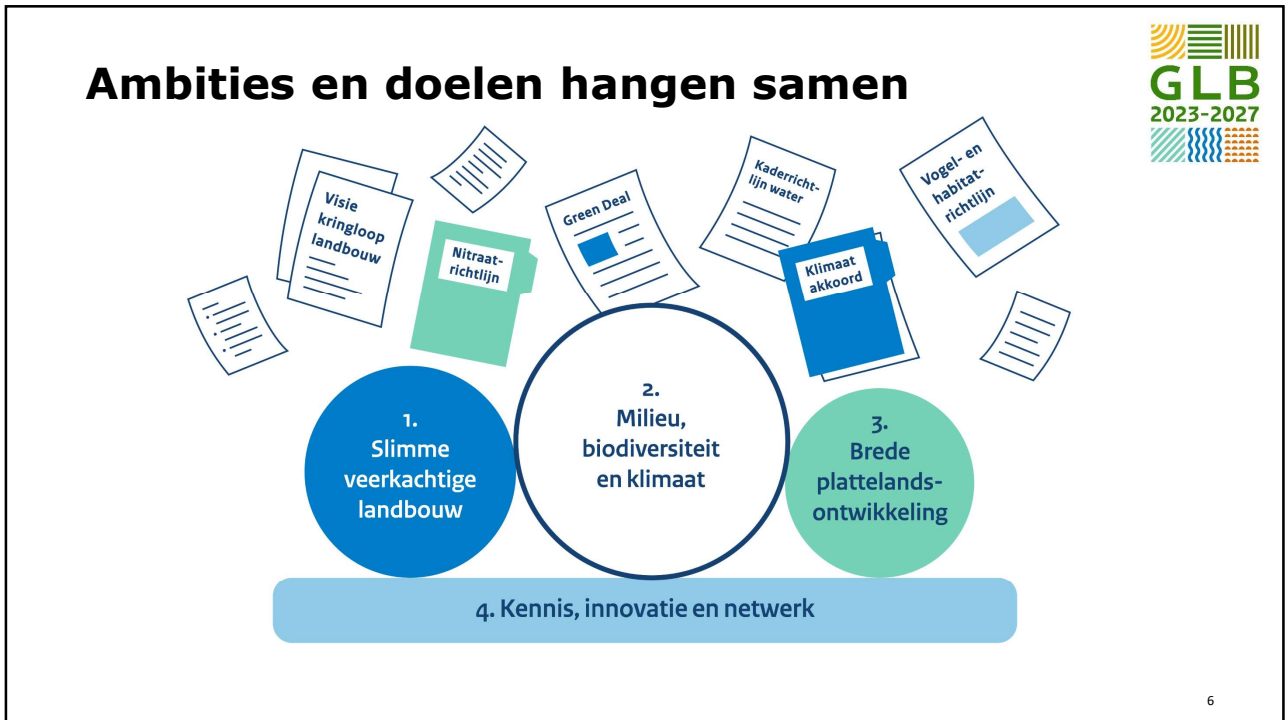 Ambities en doelen hangen samen
GLB
2023-2027
Visie
kringloop
landbouw
Nitraat-
richtlijn
Green Deal
Kaderricht-
lijn water
Klimaat
akkoord
Vogel- en
habitat-
richtlijn
1.
Slimme
veerkachtige
landbouw
2.
Milieu,
biodiversiteit
en klimaat
3.
Brede
plattelands-
ontwikkeling
4. Kennis, innovatie en netwerk
6